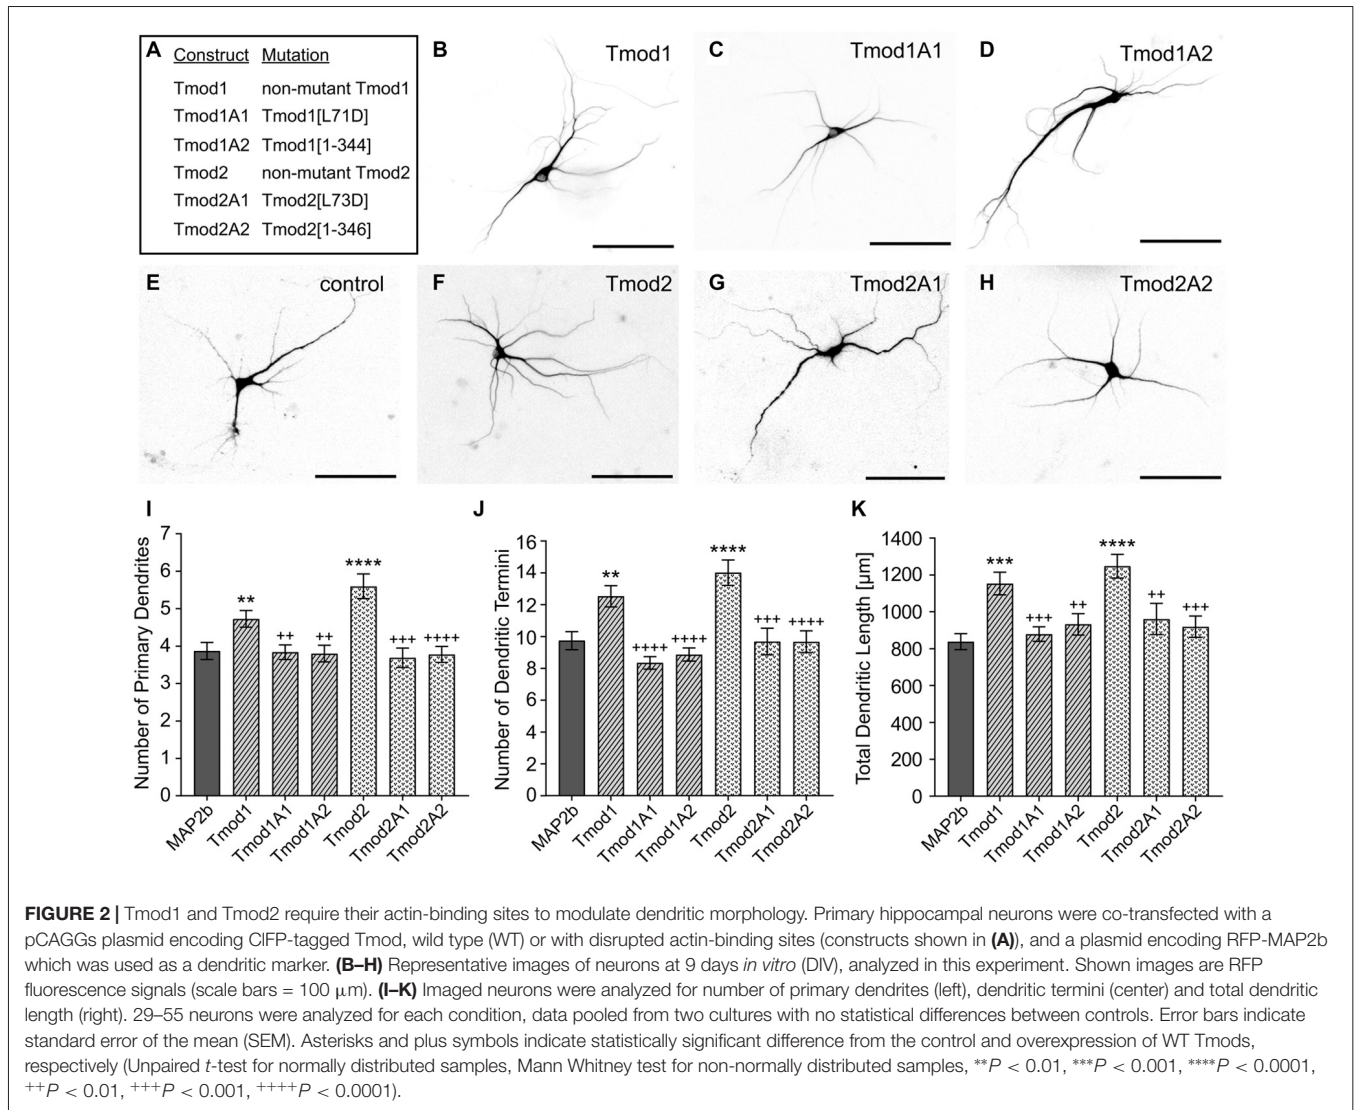 A Construct Mutation
Tmod1 non-mutant Tmod1
Tmod1A1 Tmod1[L71D]
Tmod1A2 Tmod1[1-344]
Tmod2 non-mutant Tmod2
Tmod2A1 Tmod2[L73D]
Tmod2A2 Tmod2[1-346]
B Tmod1
C Tmod1A1
D Tmod1A2
E control
F Tmod2
G Tmod2A1
H Tmod2A2
I
Number of Primary Dendrites
7
6
5
4
3
2
1
0
** ++ ++ **** +++ ++++
MAP2b Tmod1 Tmod1A1 Tmod1A2 Tmod2 Tmod2A1 Tmod2A2
J
Number of Dendritic Termini
16
14
12
10
8
6
4
2
0
** ++++ ++++ **** +++ ++++
MAP2b Tmod1 Tmod1A1 Tmod1A2 Tmod2 Tmod2A1 Tmod2A2
K
Total Dendritic Length [µm]
1400
1200
1000
800
600
400
200
0
*** +++ ++ **** ++ +++
MAP2b Tmod1 Tmod1A1 Tmod1A2 Tmod2 Tmod2A1 Tmod2A2
FIGURE 2 | Tmod1 and Tmod2 require their actin-binding sites to modulate dendritic morphology. Primary hippocampal neurons were co-transfected with a
pCAGGs plasmid encoding ClFP-tagged Tmod, wild type (WT) or with disrupted actin-binding sites (constructs shown in (A)), and a plasmid encoding RFP-MAP2b
which was used as a dendritic marker. (B–H) Representative images of neurons at 9 days in vitro (DIV), analyzed in this experiment. Shown images are RFP
fluorescence signals (scale bars = 100 µm). (I–K) Imaged neurons were analyzed for number of primary dendrites (left), dendritic termini (center) and total dendritic
length (right). 29–55 neurons were analyzed for each condition, data pooled from two cultures with no statistical differences between controls. Error bars indicate
standard error of the mean (SEM). Asterisks and plus symbols indicate statistically significant difference from the control and overexpression of WT Tmods,
respectively (Unpaired t-test for normally distributed samples, Mann Whitney test for non-normally distributed samples, **P < 0.01, ***P < 0.001, ****P < 0.0001,
++P < 0.01, +++P < 0.001, ++++P < 0.0001).